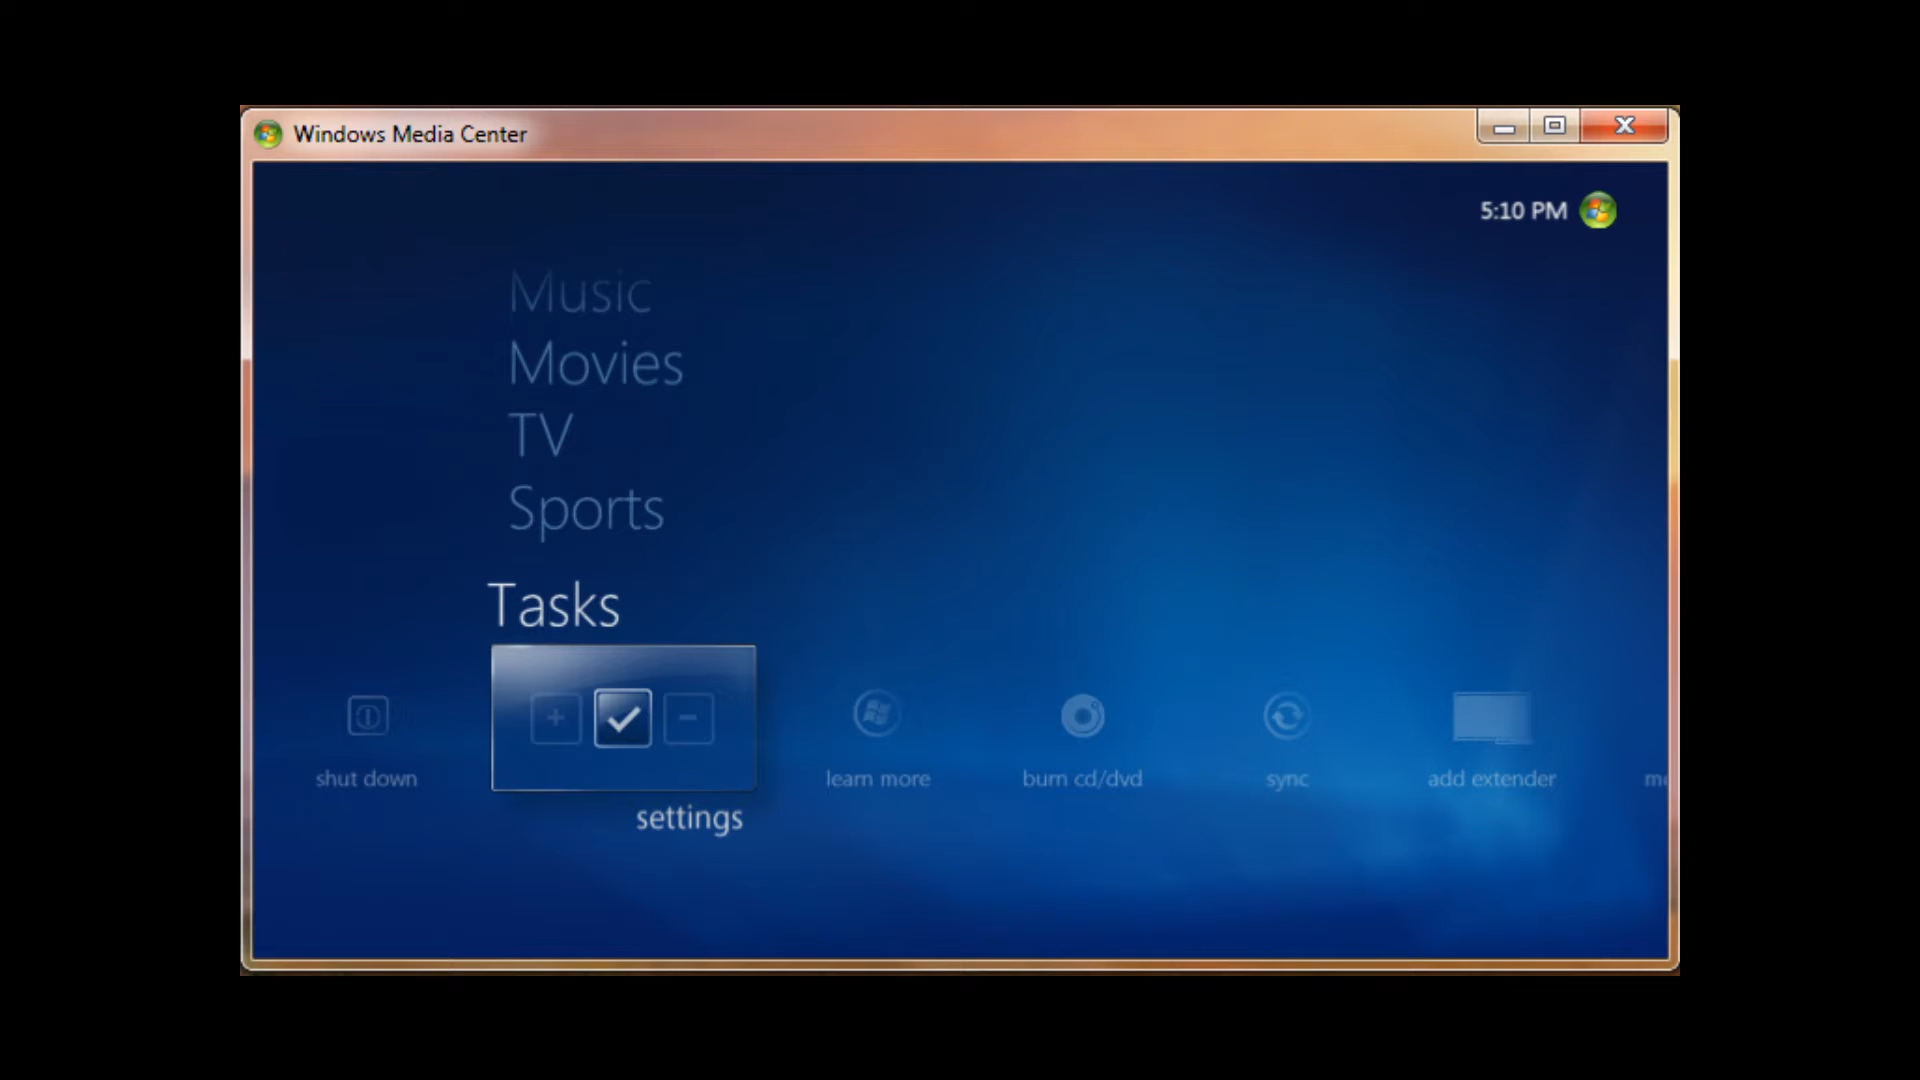 Windows Media Center
5:10 PM
Music
Movies
TV
Sports
Tasks
shut down
settings
learn more
burn cd/dvd
sync
add extender